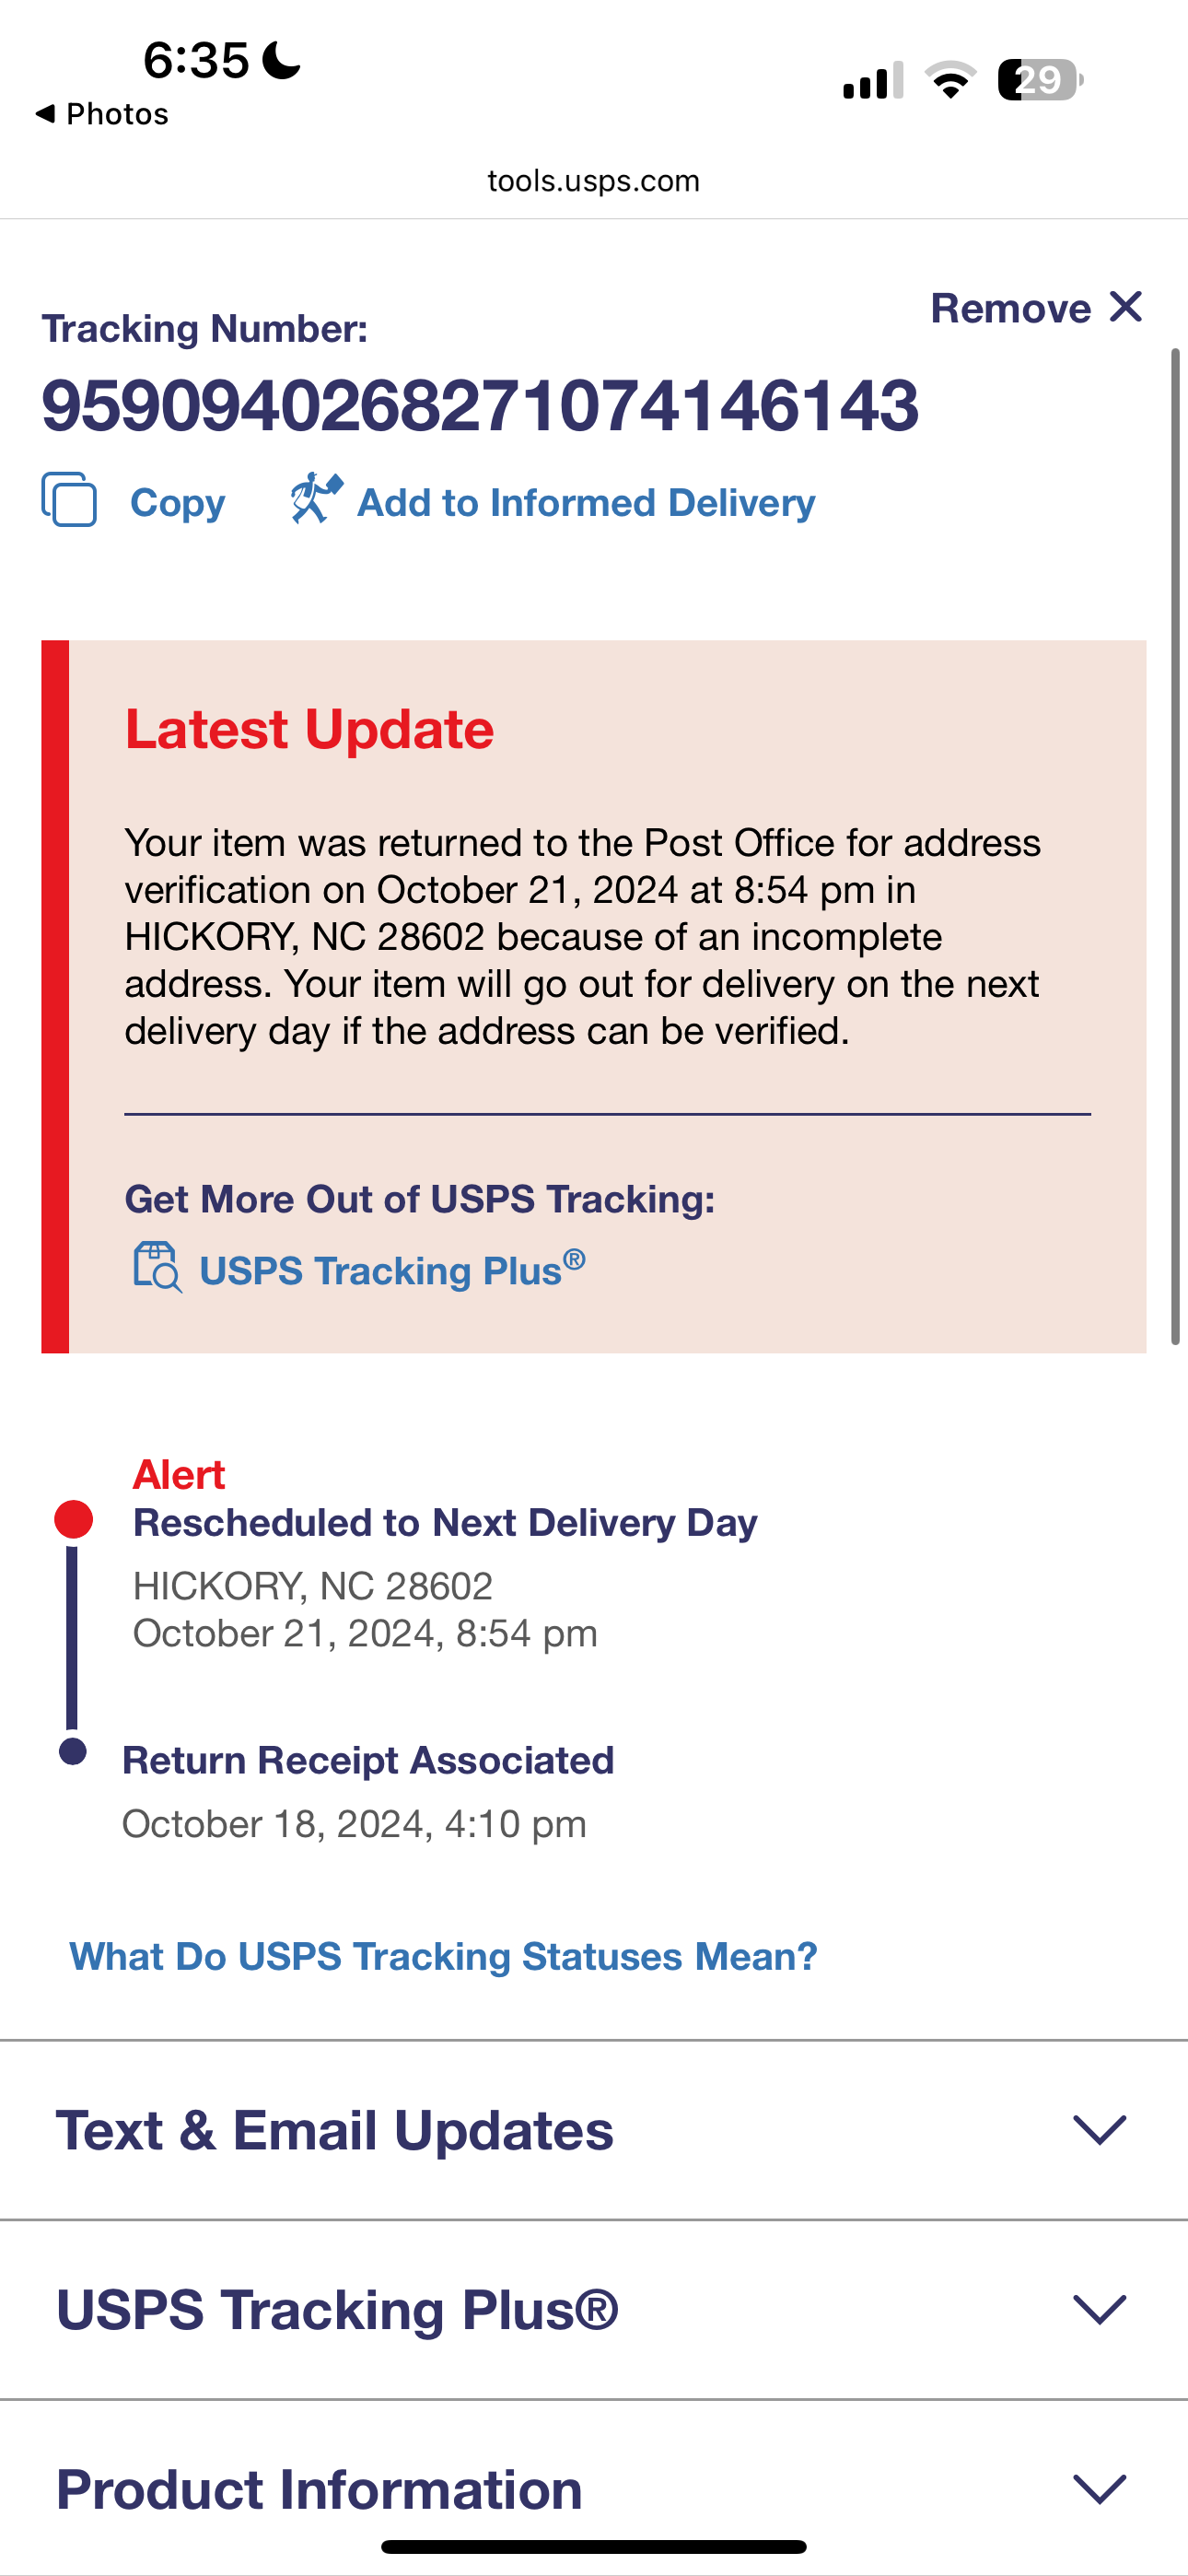 6:35
29
Photos
tools.usps.com
Remove
Tracking Number:
9590940268271074146143
Copy
Add to Informed Delivery
Latest Update
Your item was returned to the Post Office for address
verification on October 21, 2024 at 8:54 pm in
HICKORY, NC 28602 because of an incomplete
address. Your item will go out for delivery on the next
delivery day if the address can be verified.
Get More Out of USPS Tracking:
USPS Tracking Plus®
Alert
Rescheduled to Next Delivery Day
HICKORY, NC 28602
October 21, 2024, 8:54 pm
Return Receipt Associated
October 18, 2024, 4:10 pm
What Do USPS Tracking Statuses Mean?
Text & Email Updates
USPS Tracking Plus®
Product Information